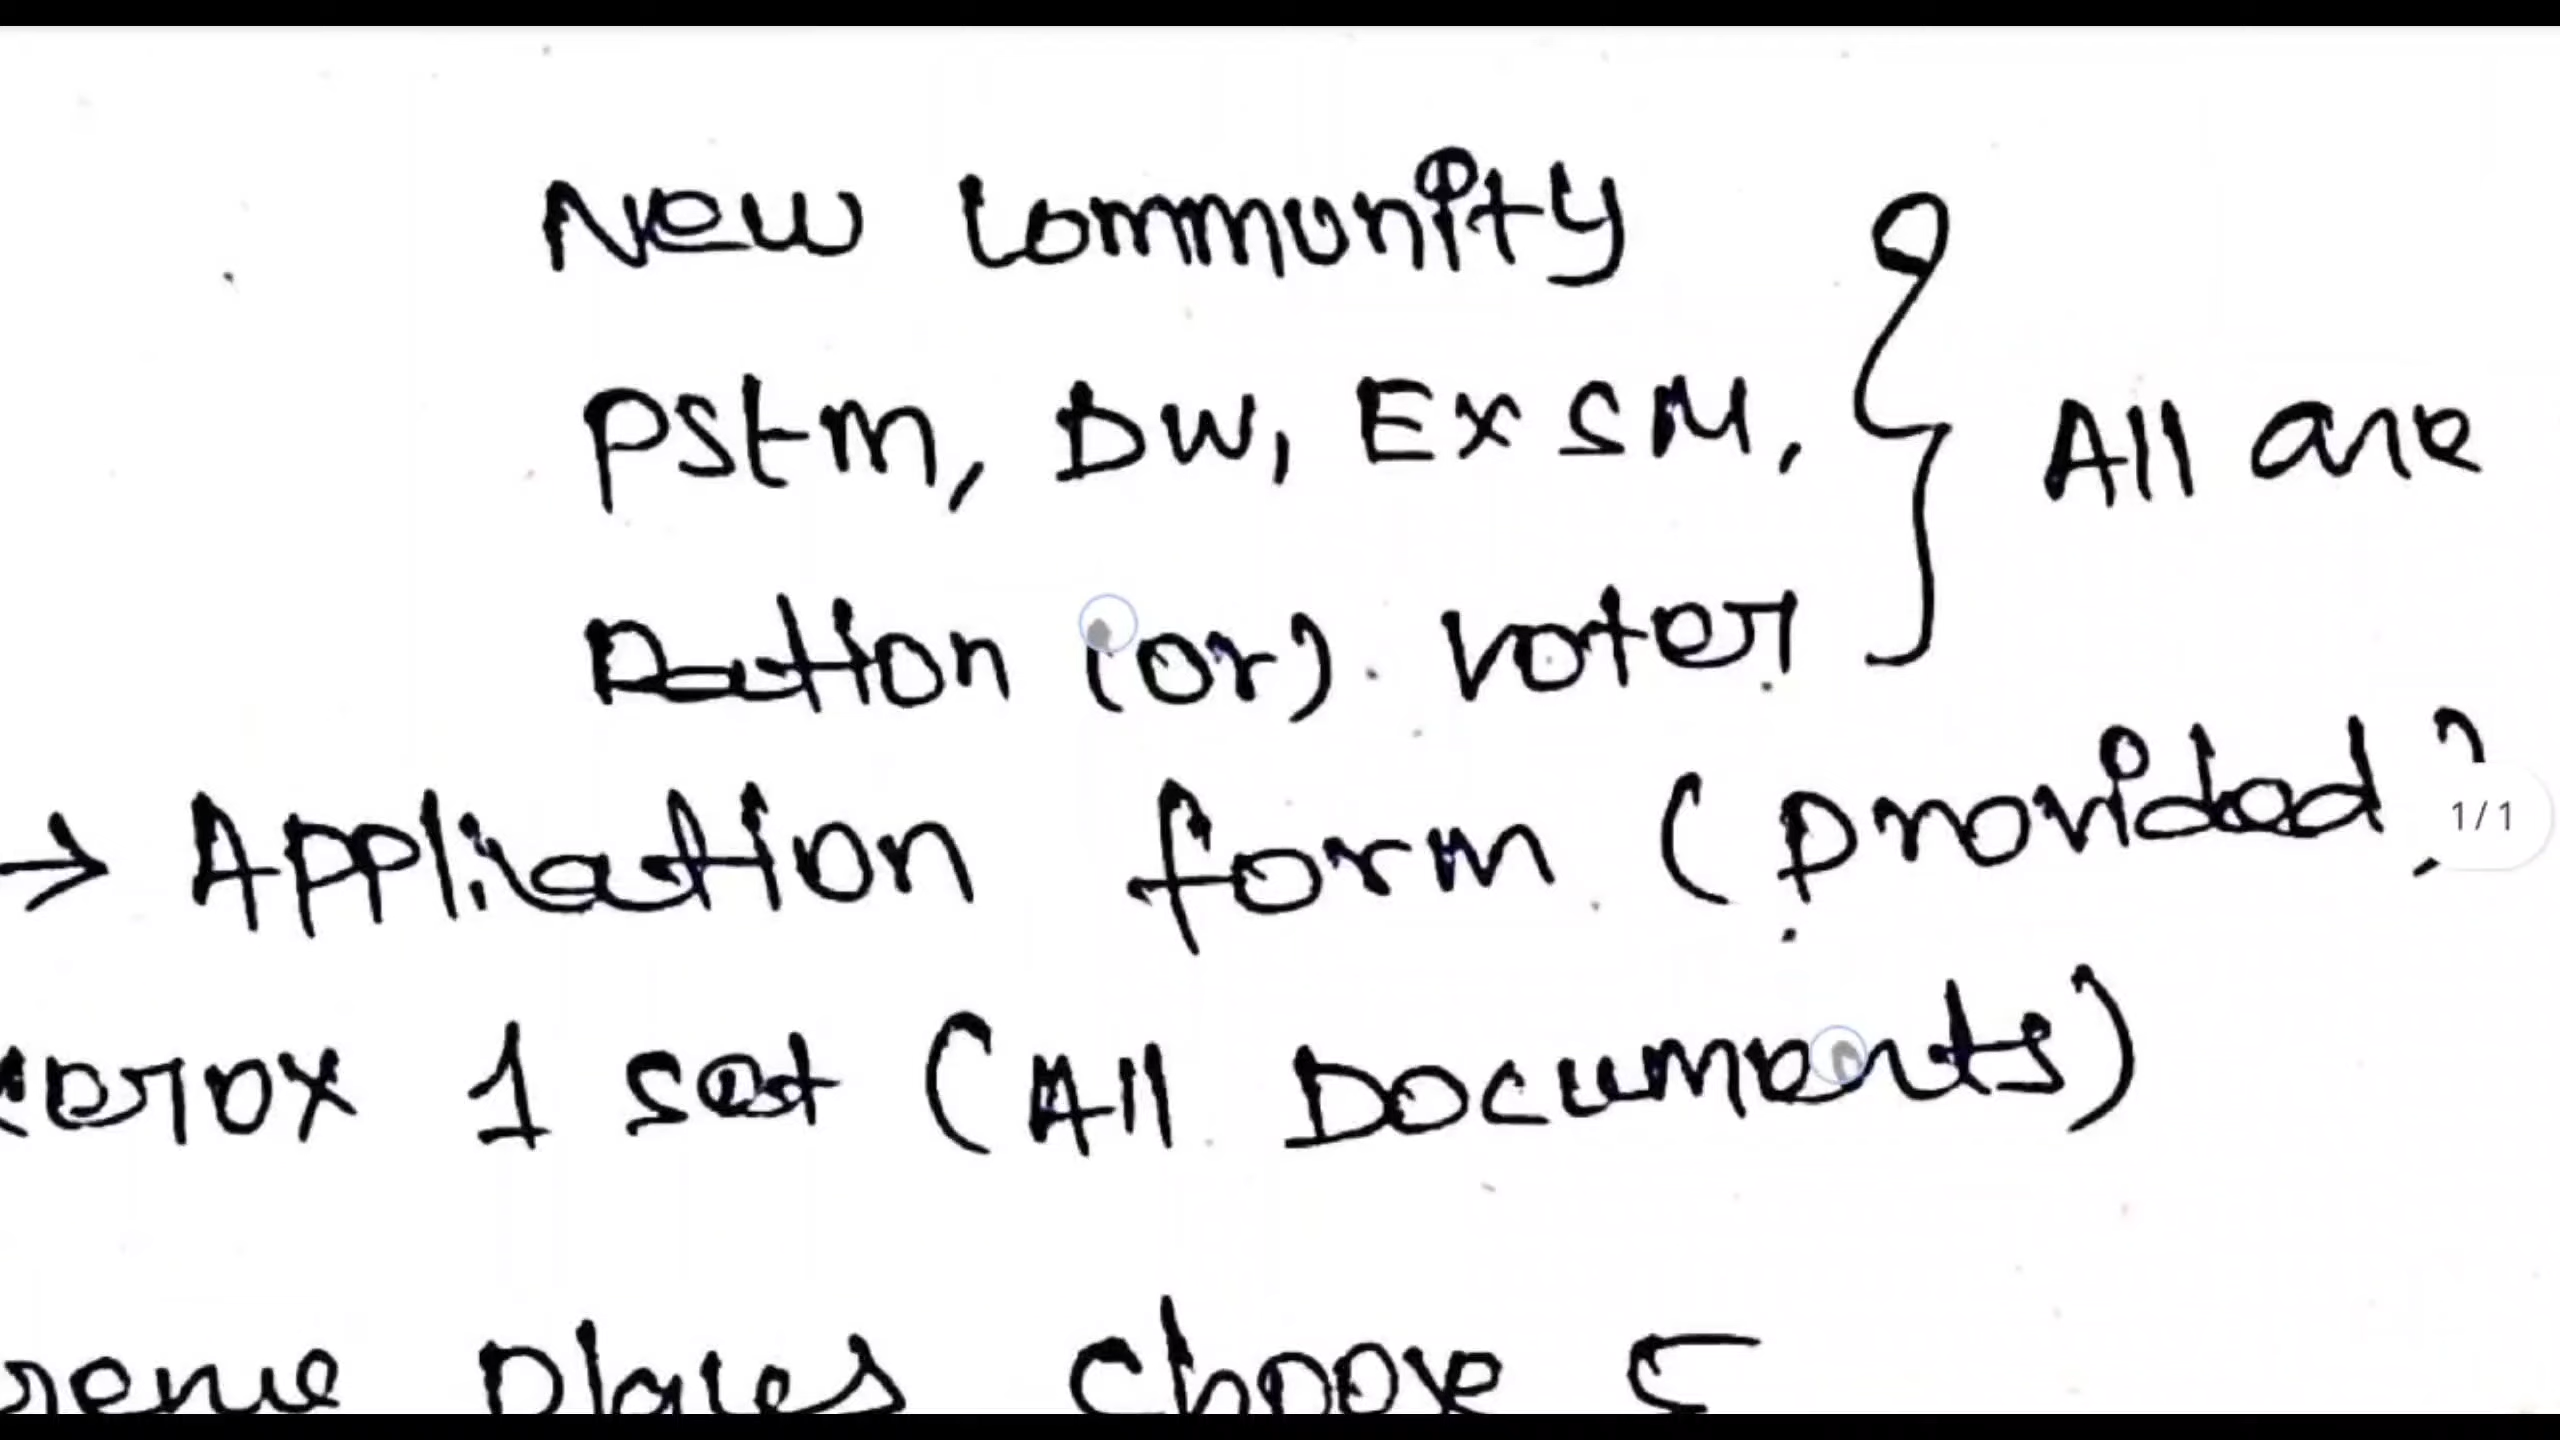 New Community
PSTM, DW, EX SM, } All are
Ration (or) voter
→ Application form (provided)
1/1
xerox 1 set (All Documents)
places choose 5